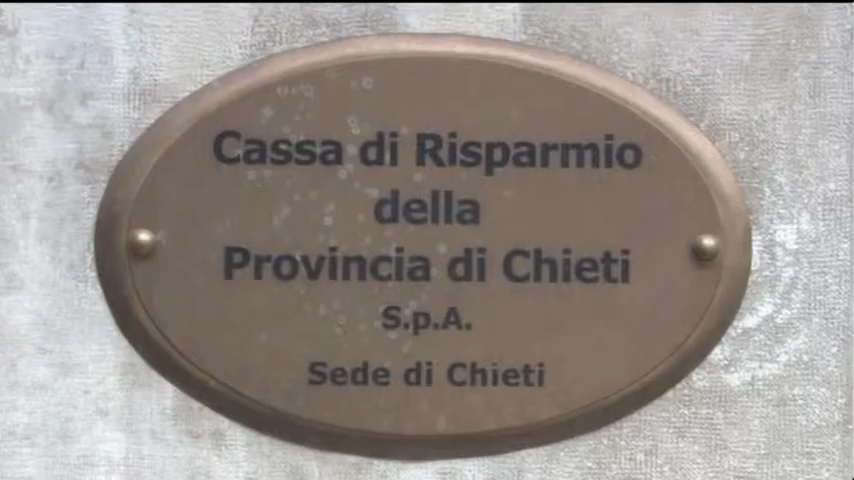 Cassa di Risparmio
della
Provincia di Chieti
S.p.A.
Sede di Chieti